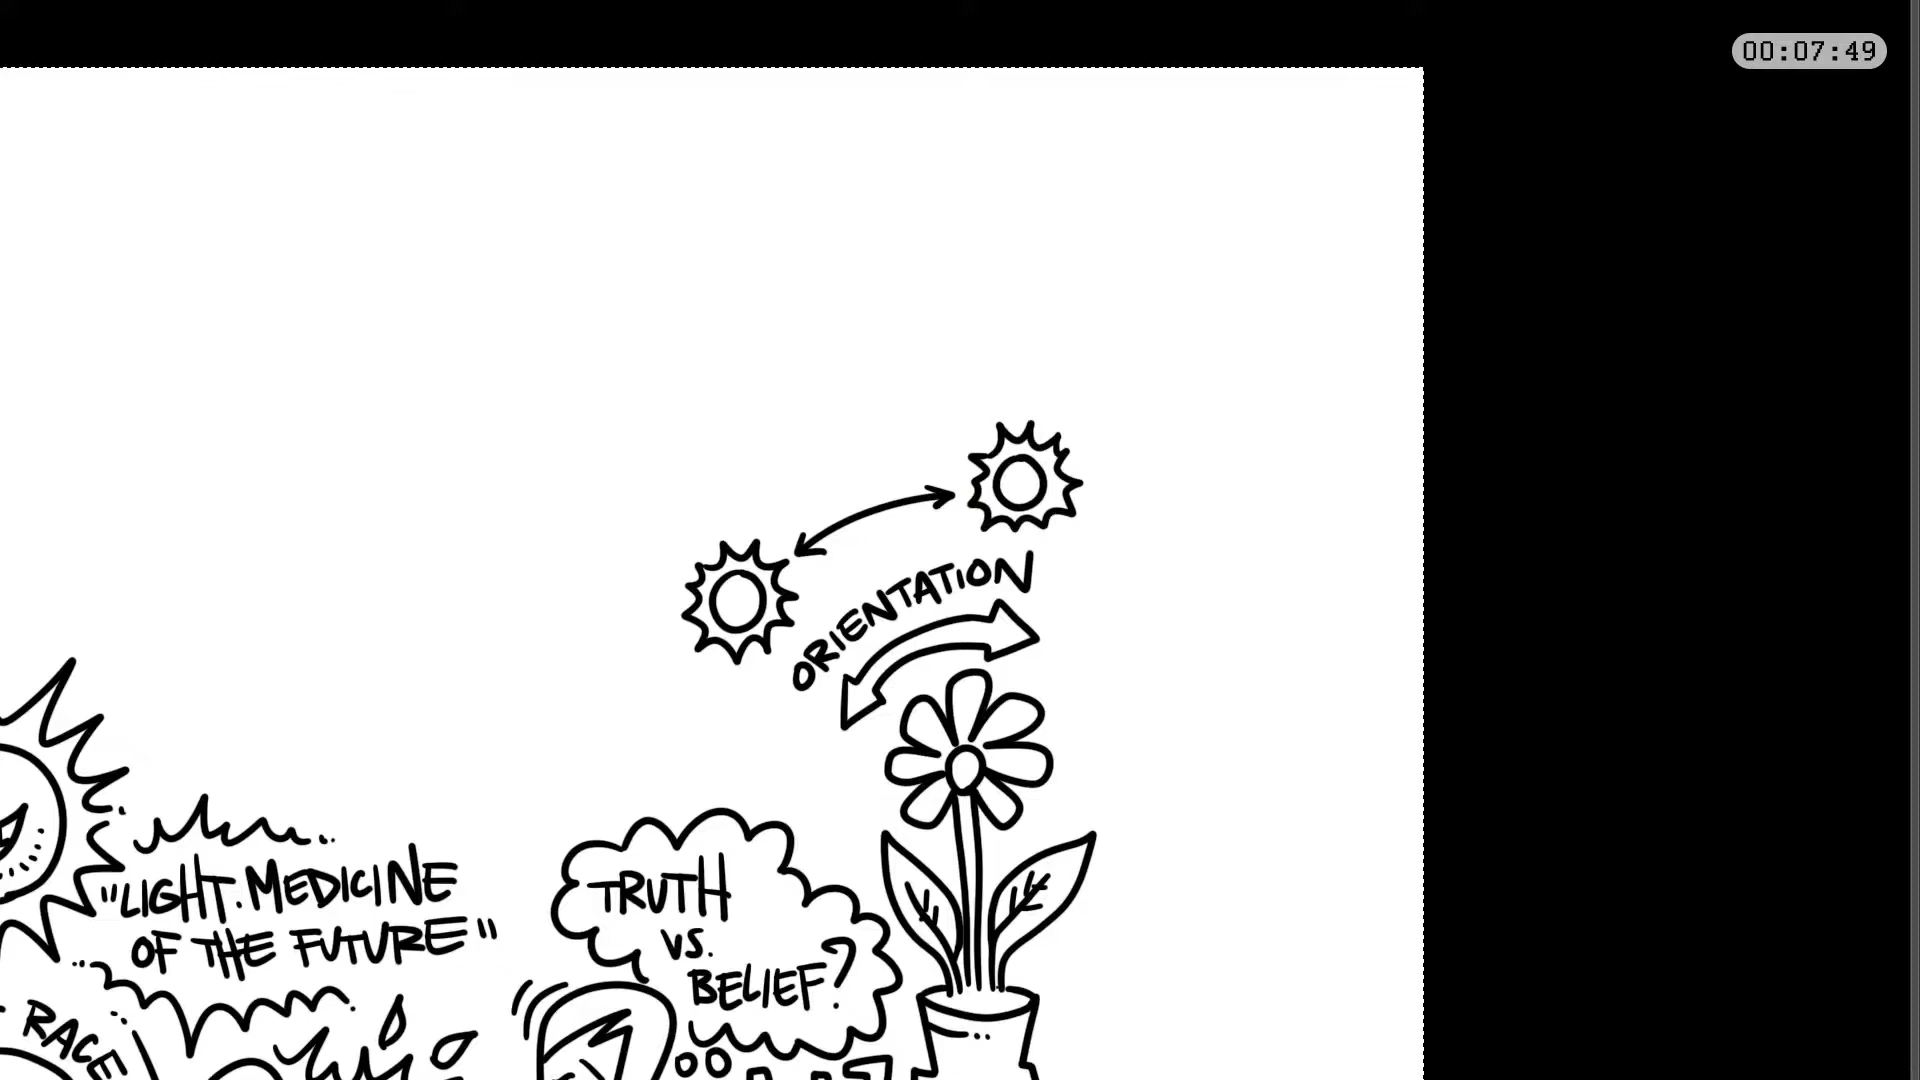 00:07:49
ORIENTATION
"LIGHT. MEDICINE
OF THE FUTURE"
TRUTH
VS.
BELIEF?
RACE